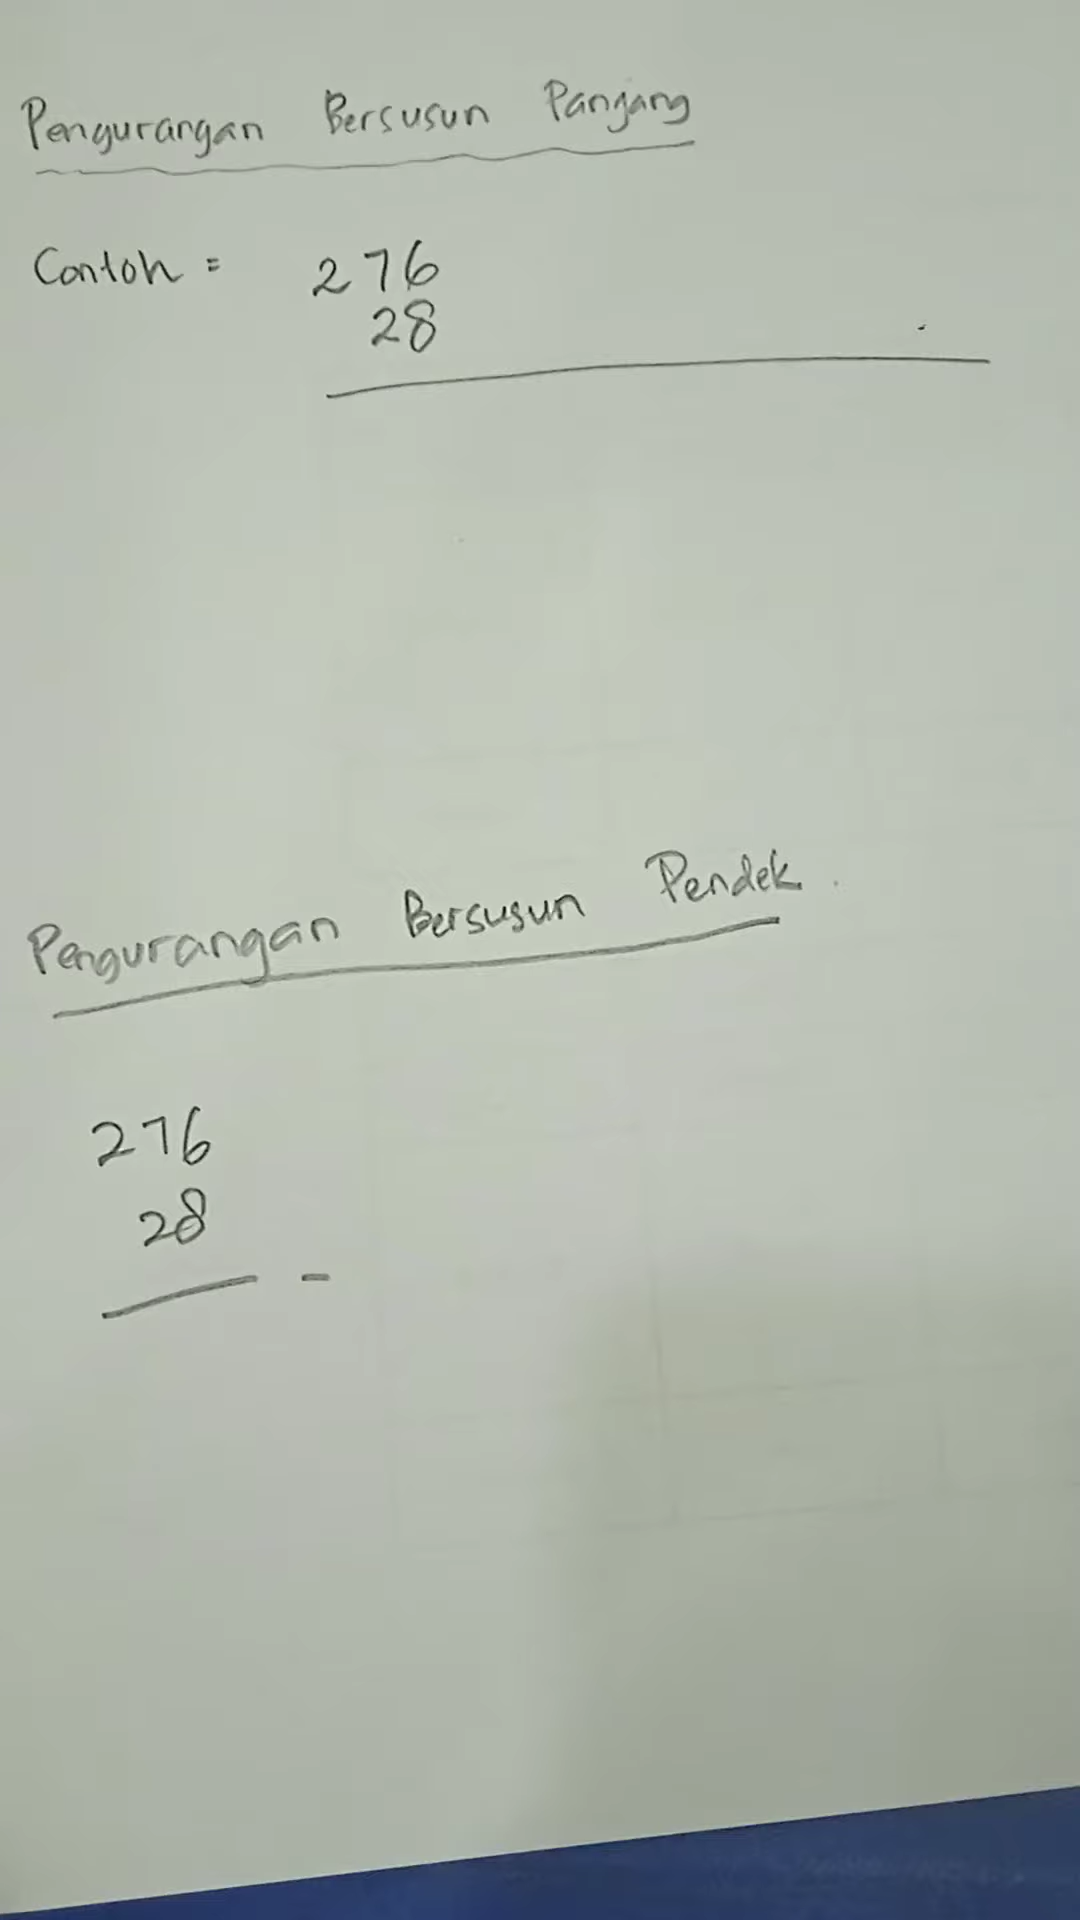 Pengurangan Bersusun Panjang
Contoh = 276
28
Pengurangan Bersusun Pendek
276
28
-